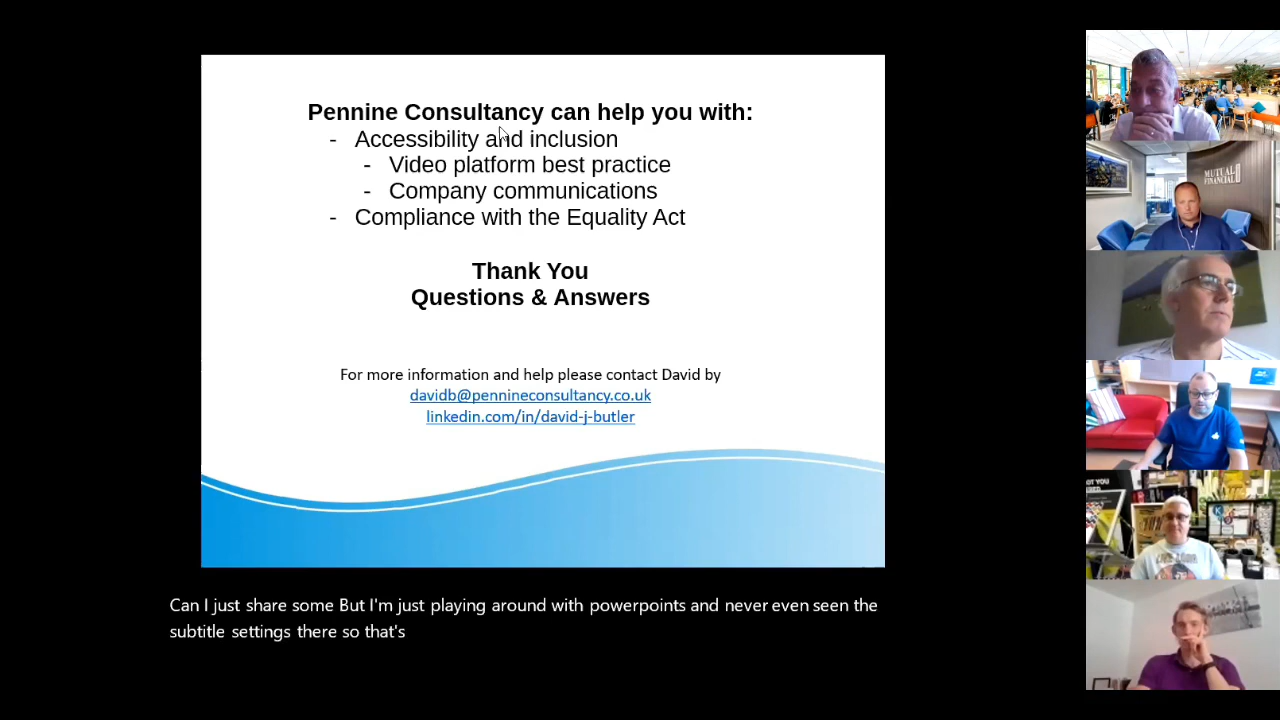 Pennine Consultancy can help you with:
- Accessibility and inclusion
- Video platform best practice
- Company communications
- Compliance with the Equality Act
Thank You
Questions & Answers
For more information and help please contact David by
davidb@pennineconsultancy.co.uk
linkedin.com/in/david-j-butler
Can I just share some But I'm just playing around with powerpoints and never even seen the
subtitle settings there so that's
MUTUAL
FINANCIAL